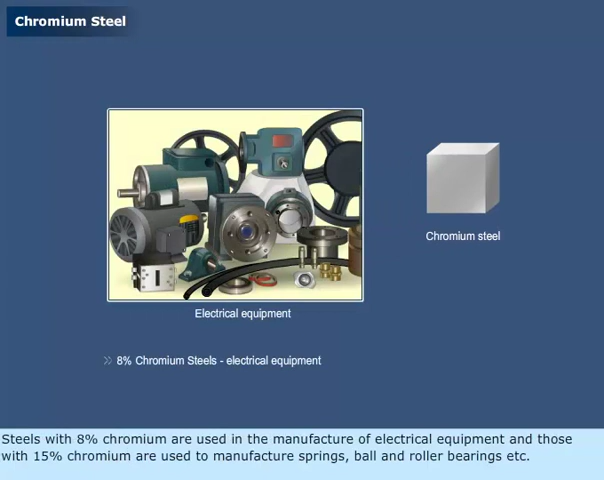 Chromium Steel
Chromium steel
Electrical equipment
8% Chromium Steels - electrical equipment
Steels with 8% chromium are used in the manufacture of electrical equipment and those
with 15% chromium are used to manufacture springs, ball and roller bearings etc.